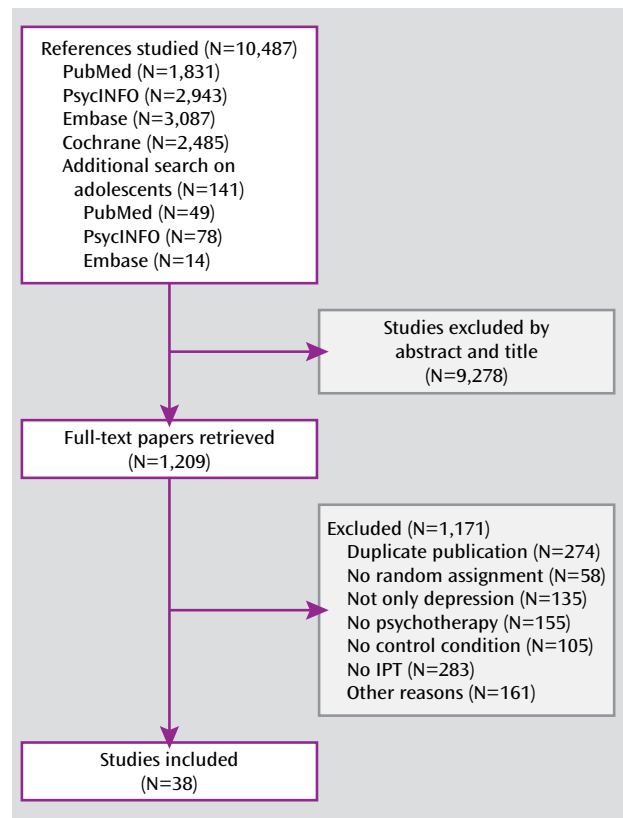 References studied (N=10,487)
PubMed (N=1,831)
PsycINFO (N=2,943)
Embase (N=3,087)
Cochrane (N=2,485)
Additional search on
adolescents (N=141)
PubMed (N=49)
PsycINFO (N=78)
Embase (N=14)
Studies excluded by
abstract and title
(N=9,278)
Full-text papers retrieved
(N=1,209)
Excluded (N=1,171)
Duplicate publication (N=274)
No random assignment (N=58)
Not only depression (N=135)
No psychotherapy (N=155)
No control condition (N=105)
No IPT (N=283)
Other reasons (N=161)
Studies included
(N=38)